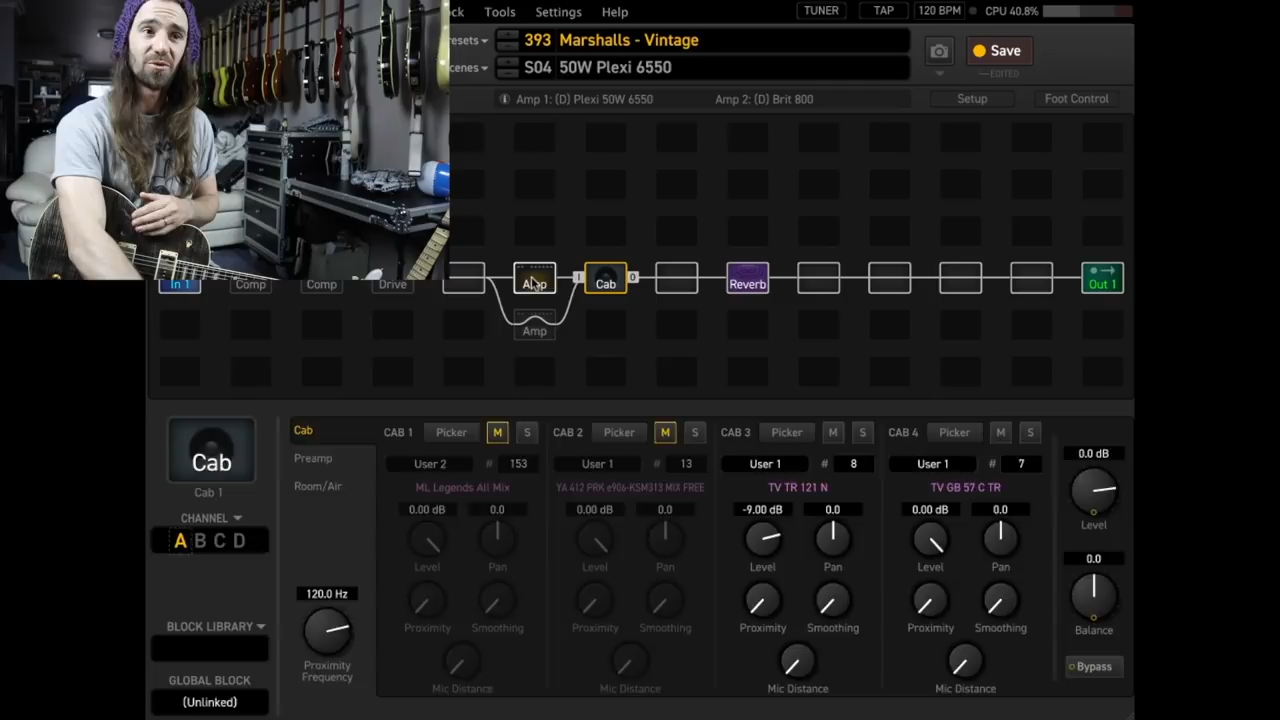 ck Tools Settings Help TUNER TAP 120 BPM CPU 40.8%
resets 393 Marshalls - Vintage Save
cenes S04 50W Plexi 6550 —EDITED—
Amp 1: (D) Plexi 50W 6550 Amp 2: (D) Brit 800 Setup Foot Control
In 1 Comp Comp Drive Amp I Cab O Reverb Out 1
Amp
Cab
Cab 1
CHANNEL
A B C D
BLOCK LIBRARY
GLOBAL BLOCK
(Unlinked)
Cab
Preamp
Room/Air
120.0 Hz
Proximity
Frequency
CAB 1 Picker M S
User 2 # 153
ML Legends All Mix
0.00 dB 0.0
Level Pan
Proximity Smoothing
Mic Distance
CAB 2 Picker M S
User 1 # 13
YA 412 PRK e906-KSM313 MIX FREE
0.00 dB 0.0
Level Pan
Proximity Smoothing
Mic Distance
CAB 3 Picker M S
User 1 # 8
TV TR 121 N
-9.00 dB 0.0
Level Pan
Proximity Smoothing
Mic Distance
CAB 4 Picker M S
User 1 # 7
TV GB 57 C TR
0.00 dB 0.0
Level Pan
Proximity Smoothing
Mic Distance
0.0 dB
Level
0.0
Balance
Bypass